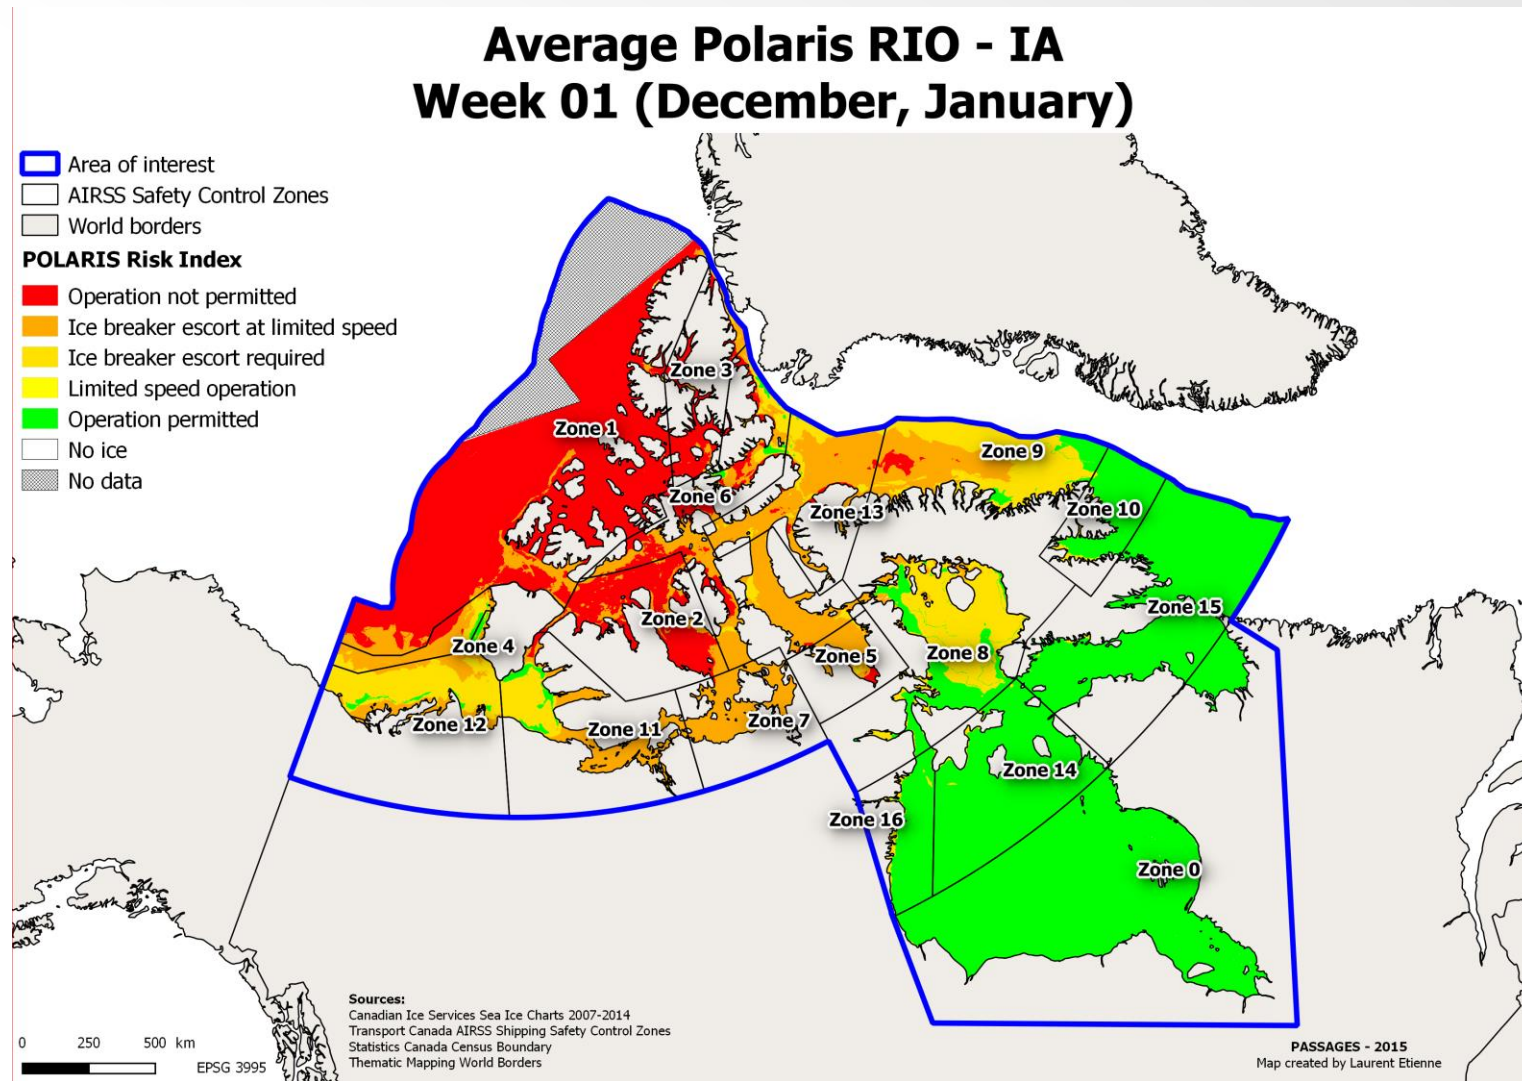 Average Polaris RIO - IA
Week 01 (December, January)
Area of interest
AIRSS Safety Control Zones
World borders
POLARIS Risk Index
Operation not permitted
Ice breaker escort at limited speed
Ice breaker escort required
Limited speed operation
Operation permitted
No ice
No data
Zone 3
Zone 1
Zone 9
Zone 6
Zone 13
Zone 10
Zone 15
Zone 2
Zone 4
Zone 5
Zone 8
Zone 12
Zone 11
Zone 7
Zone 14
Zone 16
Zone 0
Sources:
Canadian Ice Services Sea Ice Charts 2007-2014
Transport Canada AIRSS Shipping Safety Control Zones
Statistics Canada Census Boundary
Thematic Mapping World Borders
0 250 500 km
EPSG 3995
PASSAGES - 2015
Map created by Laurent Etienne